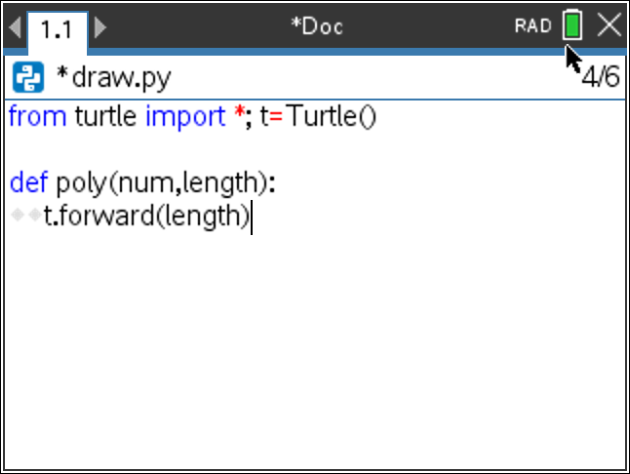 1.1 *Doc RAD
*draw.py 4/6
from turtle import *; t=Turtle()
def poly(num,length):
t.forward(length)